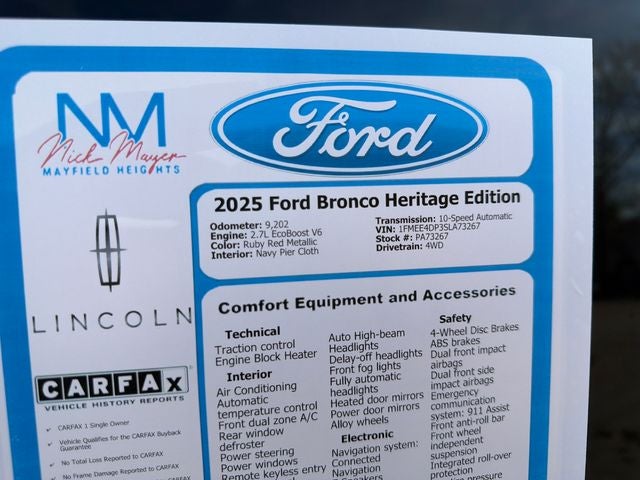 NM
Nick Mayer
MAYFIELD HEIGHTS
Ford
LINCOLN
CARFAX
VEHICLE HISTORY REPORTS
CARFAX 1 Single Owner
Vehicle Qualifies for the CARFAX Buyback
Guarantee
No Total Loss Reported to CARFAX
No Frame Damage Reported to CARFAX
2025 Ford Bronco Heritage Edition
Odometer: 9,202
Engine: 2.7L EcoBoost V6
Color: Ruby Red Metallic
Interior: Navy Pier Cloth
Transmission: 10-Speed Automatic
VIN: 1FMEE4DP3SLA73267
Stock #: PA73267
Drivetrain: 4WD
Comfort Equipment and Accessories
Technical
Traction control
Engine Block Heater
Interior
Air Conditioning
Automatic
temperature control
Front dual zone A/C
Rear window
defroster
Power steering
Power windows
Remote keyless entry
Auto High-beam
Headlights
Delay-off headlights
Front fog lights
Fully automatic
headlights
Heated door mirrors
Power door mirrors
Alloy wheels
Electronic
Navigation system:
Connected
Navigation
Speakers
Safety
4-Wheel Disc Brakes
ABS brakes
Dual front impact
airbags
Dual front side
impact airbags
Emergency
communication
system: 911 Assist
Front anti-roll bar
Front wheel
independent
suspension
Integrated roll-over
protection
pressure